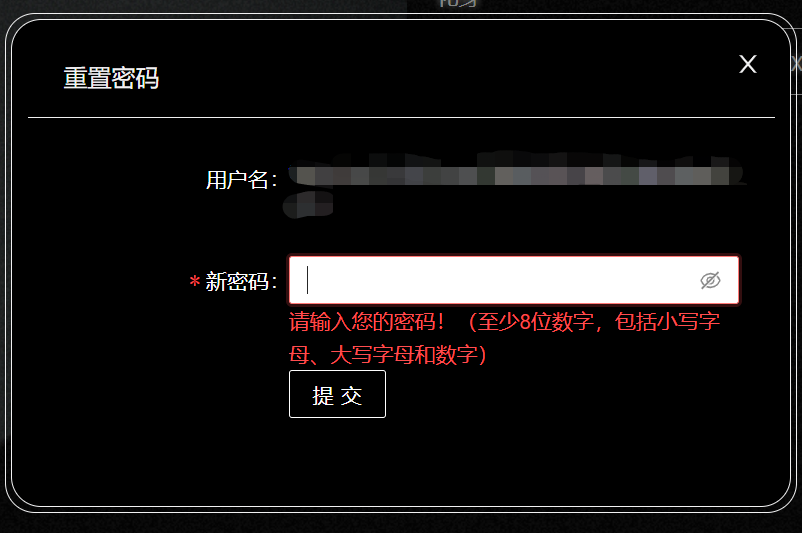 重置密码
X
用户名：
* 新密码：
请输入您的密码！（至少8位数字，包括小写字
母、大写字母和数字）
提 交